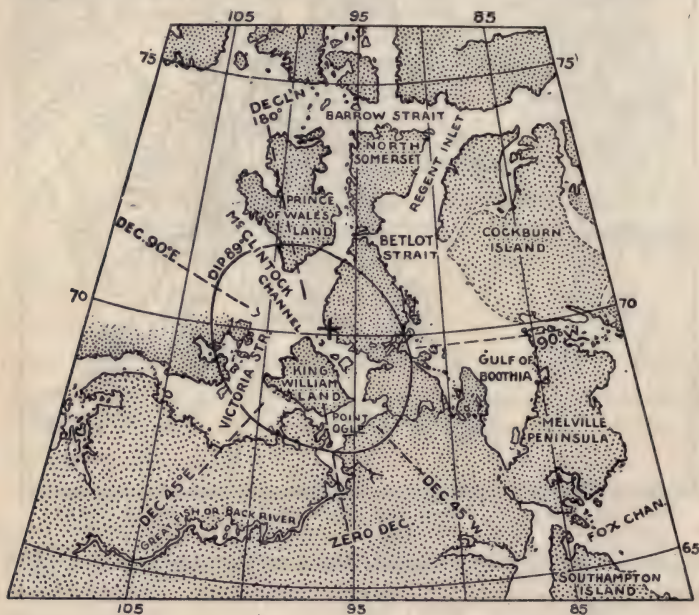 105
95
85
75
75
DECL'N
180°
BARROW STRAIT
NORTH
SOMERSET
REGENT INLET
PRINCE
OF WALES
LAND
MCCLINTOCK
CHANNEL
BETLOT
STRAIT
COCKBURN
ISLAND
DEC. 90°E
DIP 89°
70
70
90° W.
VICTORIA STR.
KING
WILLIAM
LAND
GULF OF
BOOTHIA
POINT
OGLE
MELVILLE
PENINSULA
DEC 45°E
DEC 45°W.
GREAT FISH OR BACK RIVER
ZERO DEC.
FOX CHAN.
65
SOUTHAMPTON
ISLAND
105
95
85